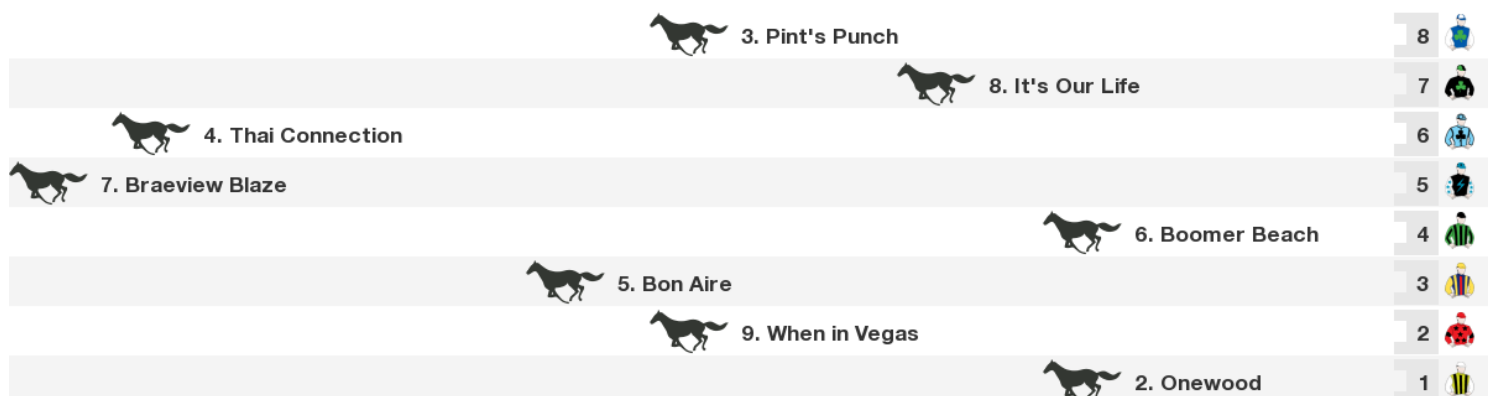 3. Pint's Punch 8
8. It's Our Life 7
4. Thai Connection 6
7. Braeview Blaze 5
6. Boomer Beach 4
5. Bon Aire 3
9. When in Vegas 2
2. Onewood 1